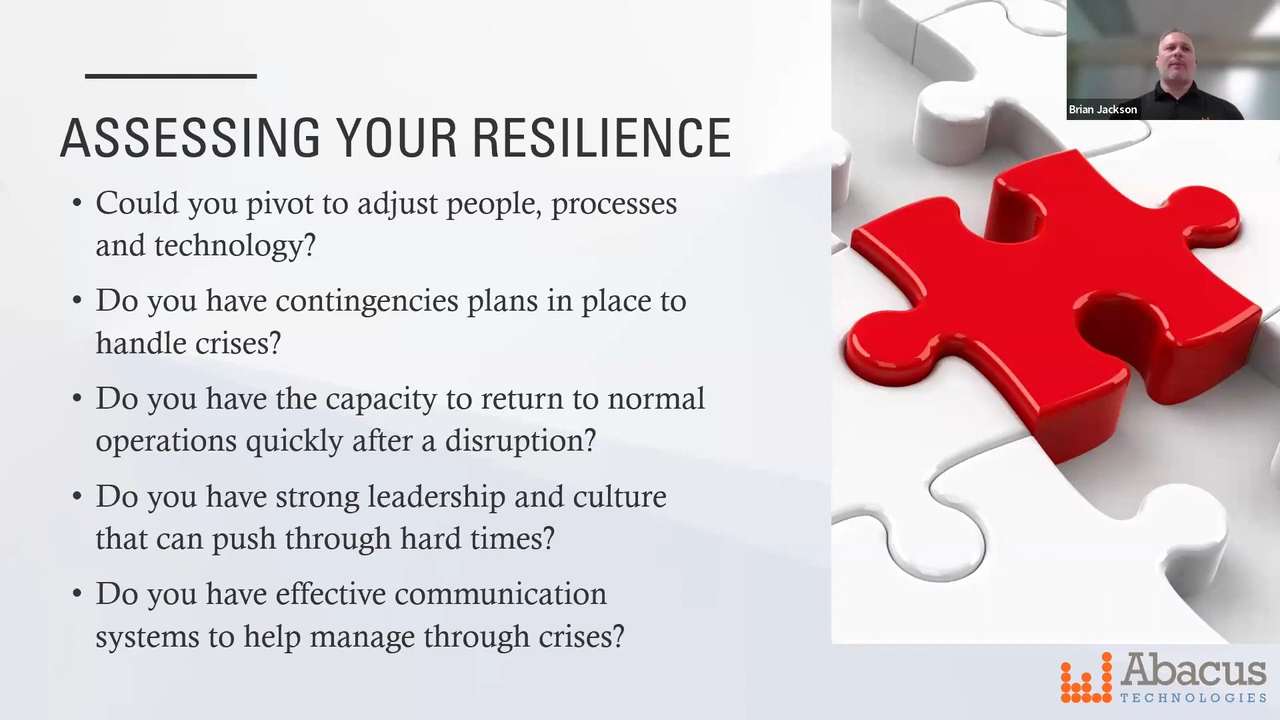 ASSESSING YOUR RESILIENCE
• Could you pivot to adjust people, processes
and technology?
• Do you have contingencies plans in place to
handle crises?
• Do you have the capacity to return to normal
operations quickly after a disruption?
• Do you have strong leadership and culture
that can push through hard times?
• Do you have effective communication
systems to help manage through crises?
Brian Jackson
Abacus
TECHNOLOGIES